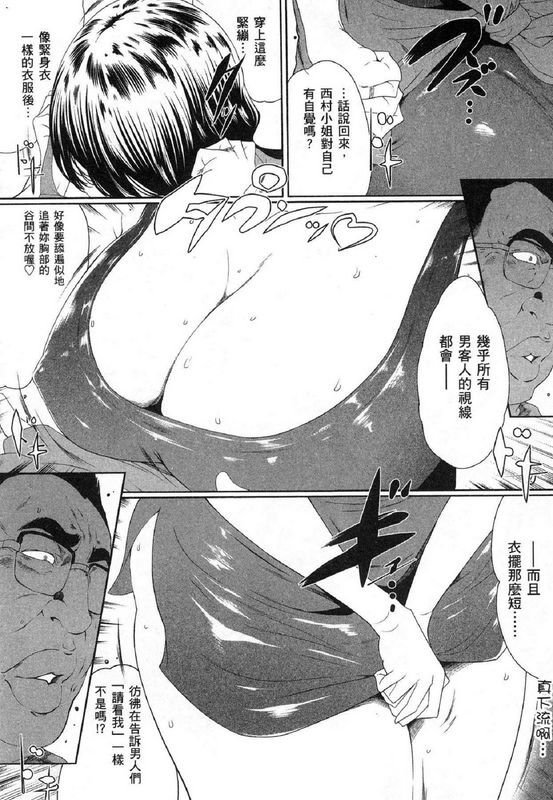 …話說回來，
西村小姐對自己
有自覺嗎？
穿上這麼
緊繃…
像緊身衣
一樣的衣服後…
幾乎所有
男客人的視線
都會──
好像要舔遍似地
追著妳胸部的
谷間不放喔♡
──而且
衣擺那麼短……
真下流啊…
彷彿在告訴男人們
「請看我」一樣
不是嗎!?